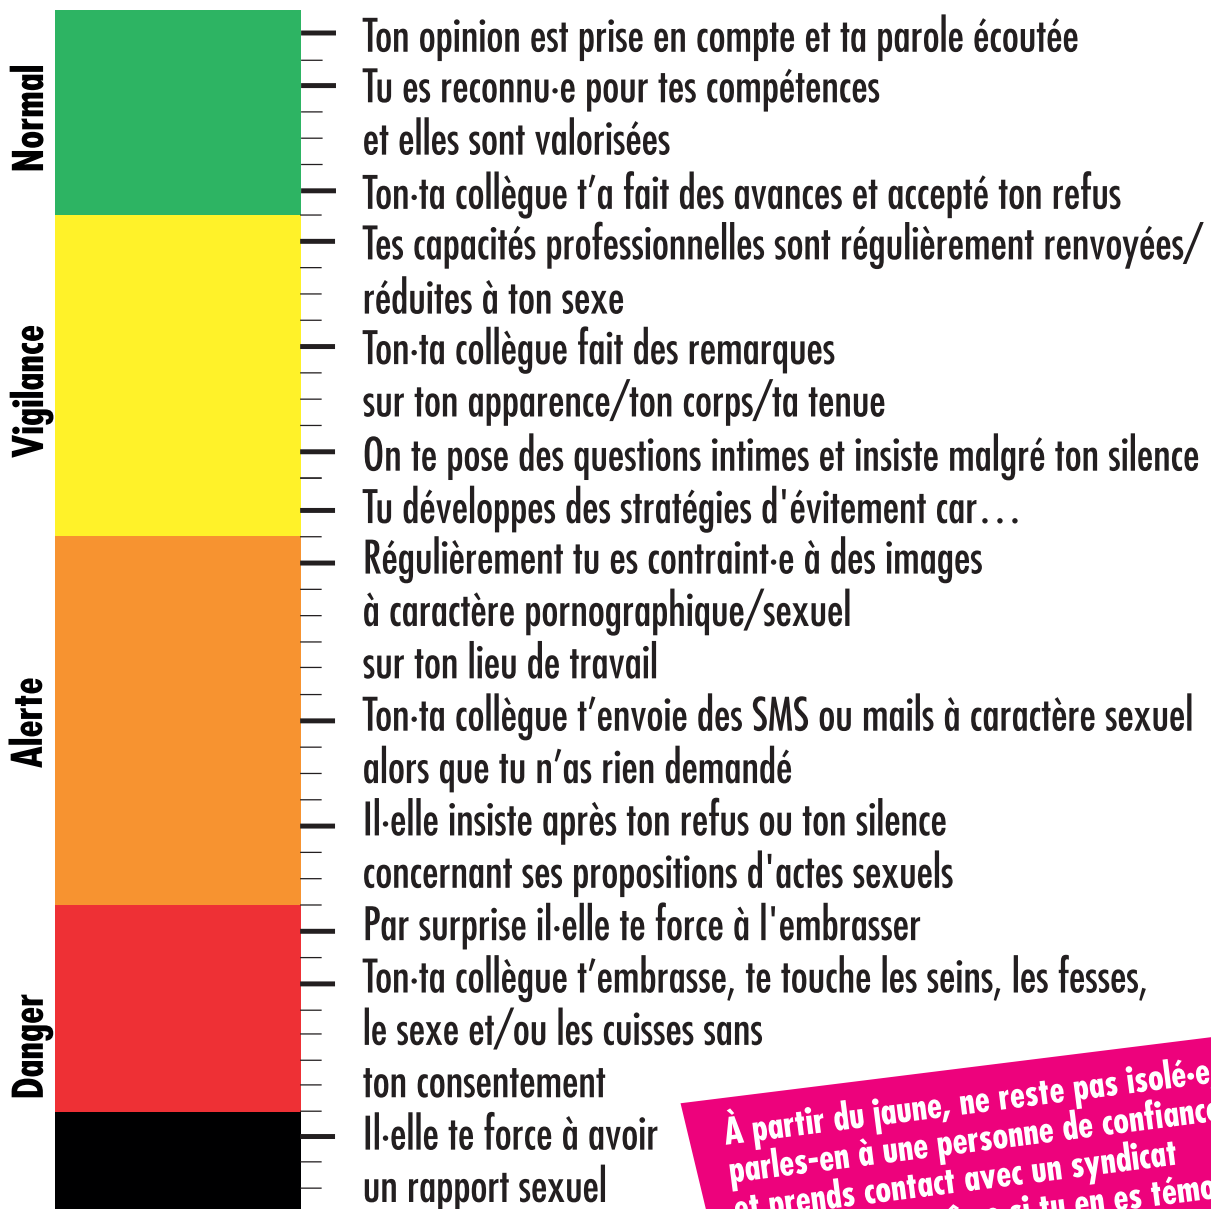 Normal
Ton opinion est prise en compte et ta parole écoutée
Tu es reconnu·e pour tes compétences
et elles sont valorisées
Ton·ta collègue t’a fait des avances et accepté ton refus
Vigilance
Tes capacités professionnelles sont régulièrement renvoyées/
réduites à ton sexe
Ton·ta collègue fait des remarques
sur ton apparence/ton corps/ta tenue
On te pose des questions intimes et insiste malgré ton silence
Tu développes des stratégies d'évitement car...
Alerte
Régulièrement tu es contraint·e à des images
à caractère pornographique/sexuel
sur ton lieu de travail
Ton·ta collègue t’envoie des SMS ou mails à caractère sexuel
alors que tu n’as rien demandé
Il·elle insiste après ton refus ou ton silence
concernant ses propositions d'actes sexuels
Danger
Par surprise il·elle te force à l'embrasser
Ton·ta collègue t’embrasse, te touche les seins, les fesses,
le sexe et/ou les cuisses sans
ton consentement
Il·elle te force à avoir
un rapport sexuel
À partir du jaune, ne reste pas isolé·e
parles-en à une personne de confiance
et prends contact avec un syndicat
si tu en es